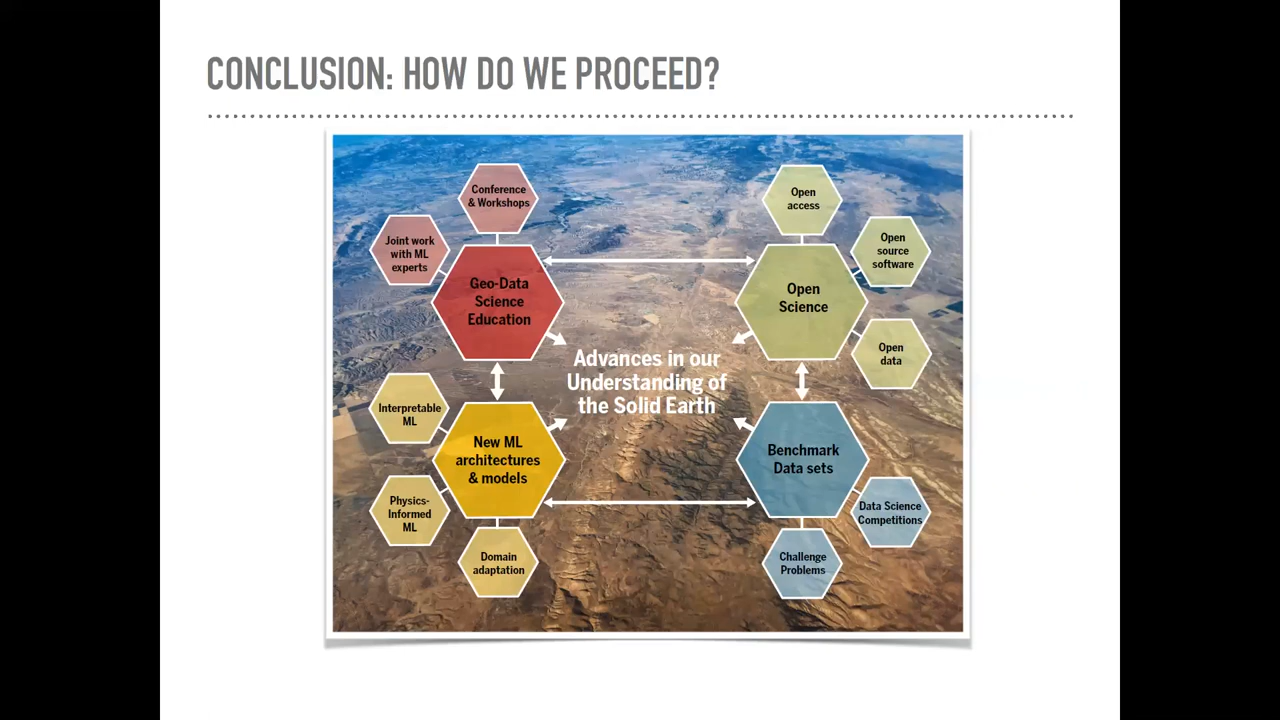 CONCLUSION: HOW DO WE PROCEED?
Conference
& Workshops
Joint work
with ML
experts
Geo-Data
Science
Education
Open
access
Open
source
software
Open
Science
Open
data
Advances in our
Understanding of
the Solid Earth
Interpretable
ML
New ML
architectures
& models
Physics-
Informed
ML
Domain
adaptation
Benchmark
Data sets
Data Science
Competitions
Challenge
Problems